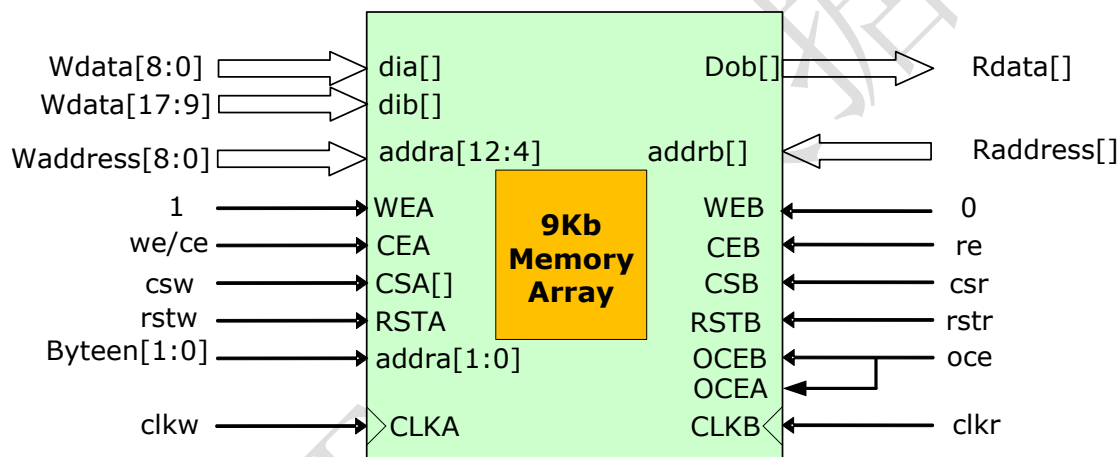 Wdata[8:0] dia[] Dob[] Rdata[]
Wdata[17:9] dib[]
Waddress[8:0] addra[12:4] addrb[] Raddress[]
1 WEA WEB 0
we/ce CEA CEB re
csw CSA[] CSB csr
rstw RSTA RSTB rstr
Byteen[1:0] addra[1:0] OCEB oce
OCEA
clkw CLKA CLKB clkr
9Kb
Memory
Array
据